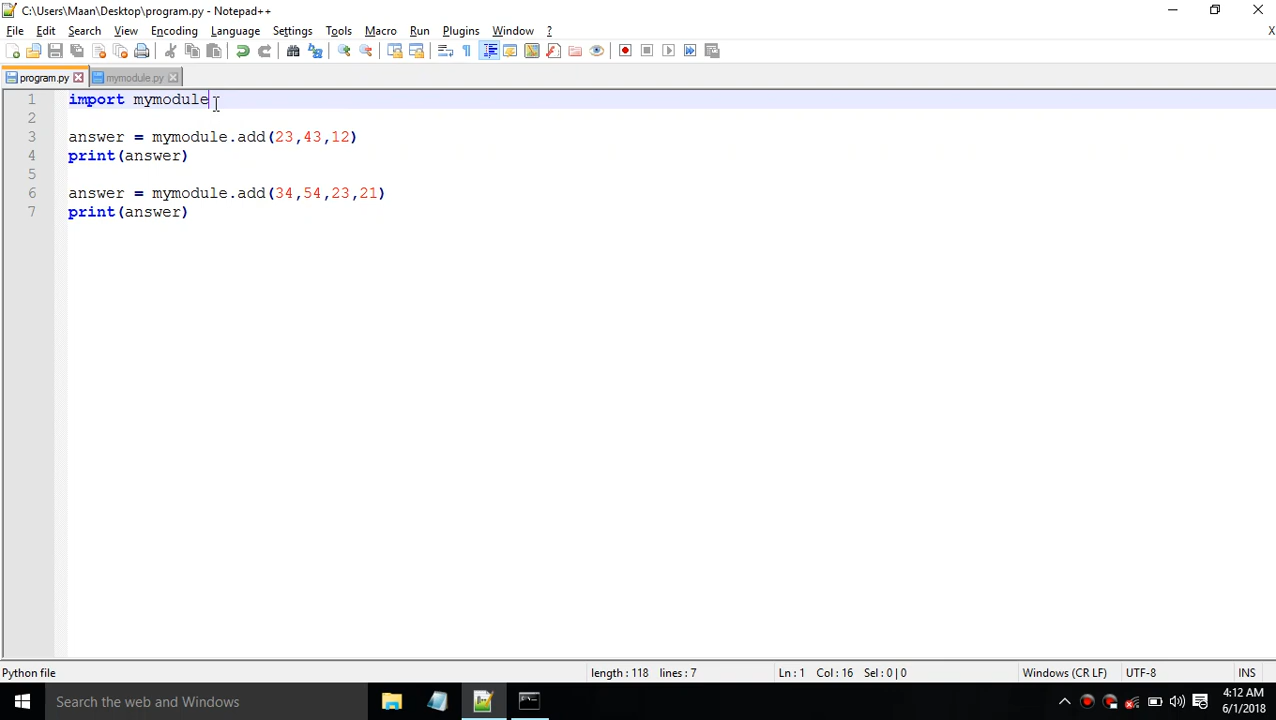 C:\Users\Maan\Desktop\program.py - Notepad++
File Edit Search View Encoding Language Settings Tools Macro Run Plugins Window ? X
program.py mymodule.py
1 import mymodule
2
3 answer = mymodule.add(23,43,12)
4 print(answer)
5
6 answer = mymodule.add(34,54,23,21)
7 print(answer)
Python file length : 118 lines : 7 Ln : 1 Col : 16 Sel : 0 | 0 Windows (CR LF) UTF-8 INS
Search the web and Windows
4:12 AM
6/1/2018